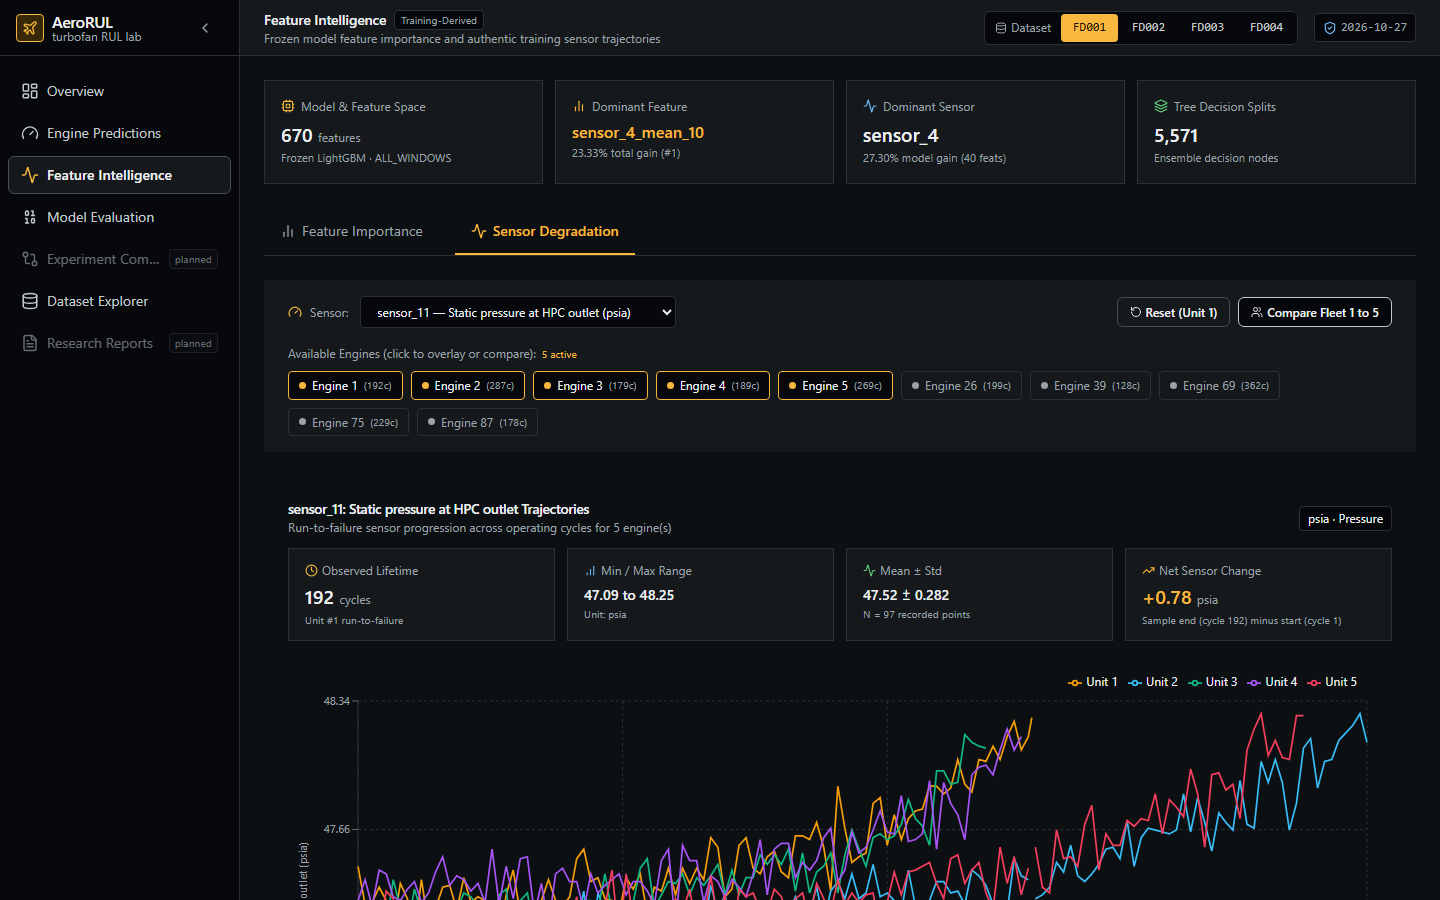 AeroRUL
turbofan RUL lab
Overview
Engine Predictions
Feature Intelligence
Model Evaluation
Experiment Com... planned
Dataset Explorer
Research Reports planned
Feature Intelligence Training-Derived
Frozen model feature importance and authentic training sensor trajectories
Dataset FD001 FD002 FD003 FD004
2026-10-27
Model & Feature Space
670 features
Frozen LightGBM · ALL_WINDOWS
Dominant Feature
sensor_4_mean_10
23.33% total gain (#1)
Dominant Sensor
sensor_4
27.30% model gain (40 feats)
Tree Decision Splits
5,571
Ensemble decision nodes
Feature Importance
Sensor Degradation
Sensor: sensor_11 — Static pressure at HPC outlet (psia)
Reset (Unit 1)
Compare Fleet 1 to 5
Available Engines (click to overlay or compare): 5 active
Engine 1 (192c)
Engine 2 (287c)
Engine 3 (179c)
Engine 4 (189c)
Engine 5 (269c)
Engine 26 (199c)
Engine 39 (128c)
Engine 69 (362c)
Engine 75 (229c)
Engine 87 (178c)
sensor_11: Static pressure at HPC outlet Trajectories
Run-to-failure sensor progression across operating cycles for 5 engine(s)
psia · Pressure
Observed Lifetime
192 cycles
Unit #1 run-to-failure
Min / Max Range
47.09 to 48.25
Unit: psia
Mean ± Std
47.52 ± 0.282
N = 97 recorded points
Net Sensor Change
+0.78 psia
Sample end (cycle 192) minus start (cycle 1)
Unit 1 Unit 2 Unit 3 Unit 4 Unit 5
48.34
47.66
outlet (psia)